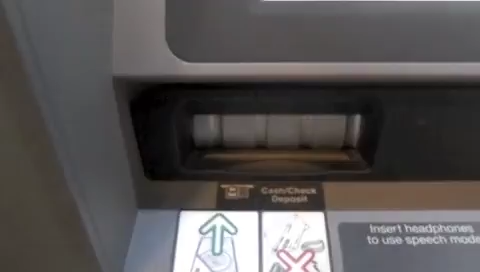 Cash/Check
Deposit
Insert headphones
to use speech mode